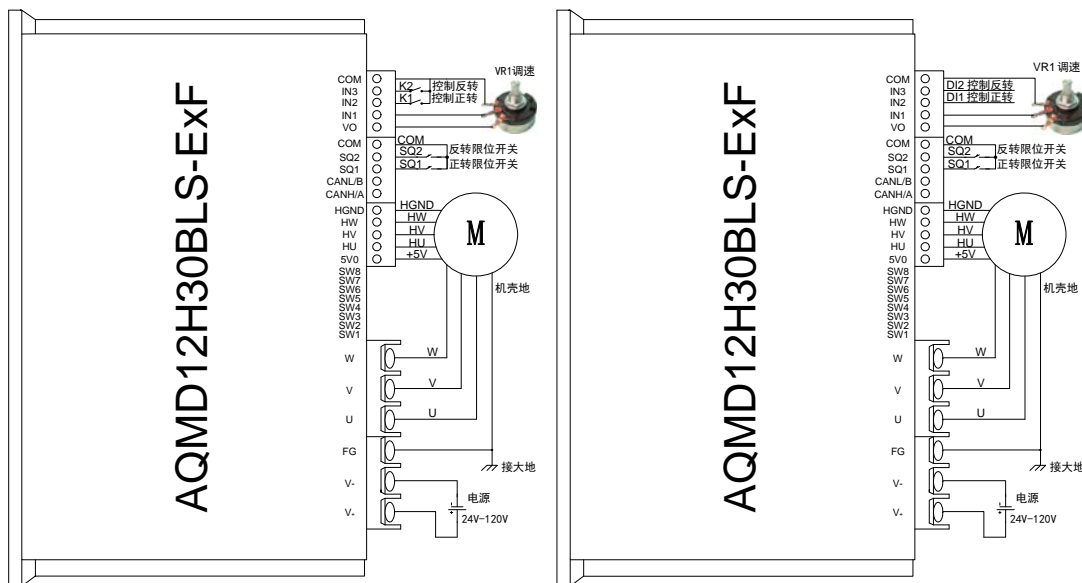 AQMD12H30BLS-ExF
COM
IN3
IN2
IN1
VO
K2 控制反转
K1 控制正转
VR1调速
COM
SQ2
SQ1
CANL/B
CANH/A
COM
SQ2 反转限位开关
SQ1 正转限位开关
HGND
HW
HV
HU
5V0
HGND
HW
HV
HU
+5V
M
机壳地
SW8
SW7
SW6
SW5
SW4
SW3
SW2
SW1
W
W
V
V
U
U
FG
接大地
V-
V+
电源
24V-120V
AQMD12H30BLS-ExF
COM
IN3
IN2
IN1
VO
DI2 控制反转
DI1 控制正转
VR1调速
COM
SQ2
SQ1
CANL/B
CANH/A
COM
SQ2 反转限位开关
SQ1 正转限位开关
HGND
HW
HV
HU
5V0
HGND
HW
HV
HU
+5V
M
机壳地
SW8
SW7
SW6
SW5
SW4
SW3
SW2
SW1
W
W
V
V
U
U
FG
接大地
V-
V+
电源
24V-120V